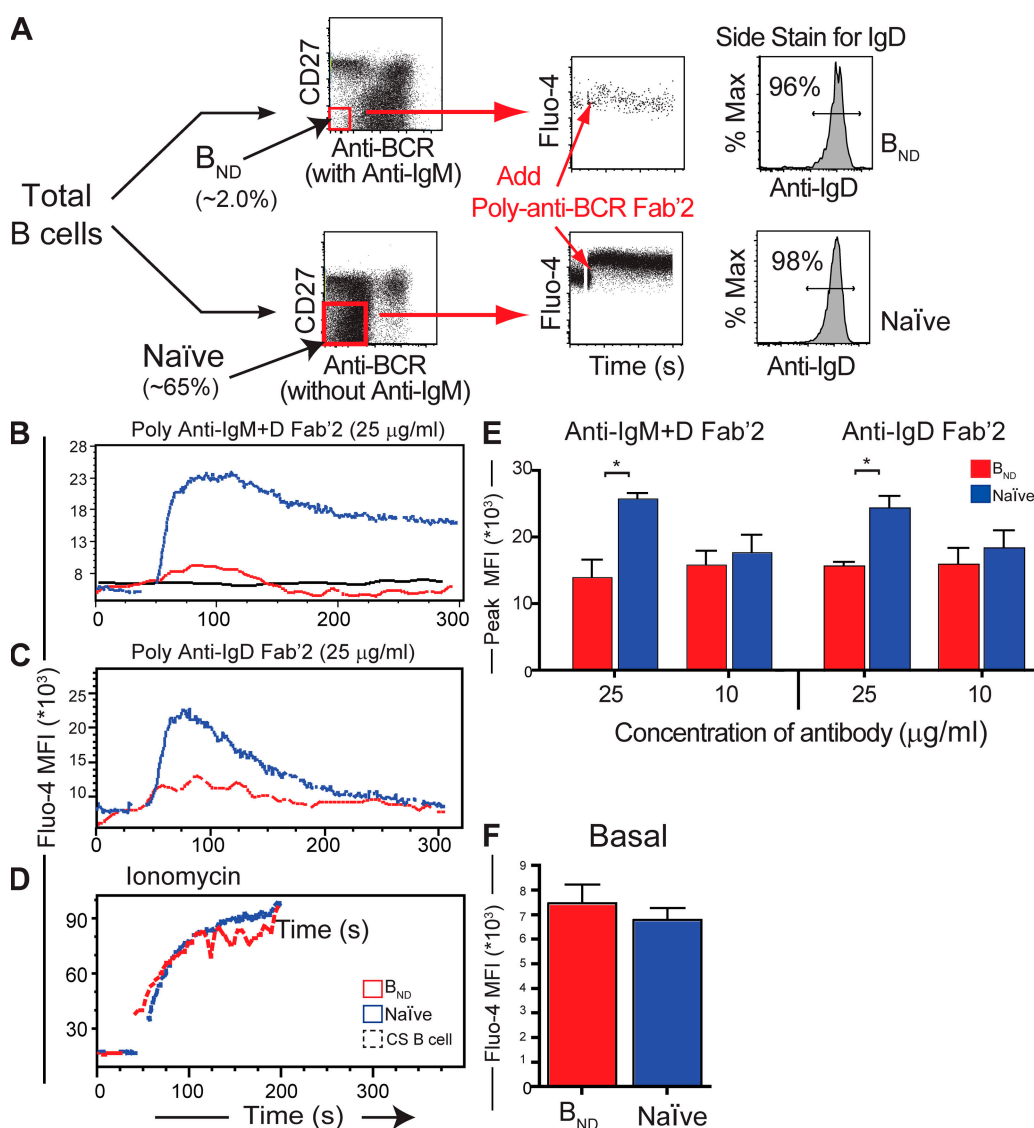 A
Total
B cells
CD27
B_ND
(~2.0%)
Anti-BCR
(with Anti-IgM)
Naïve
(~65%)
CD27
Anti-BCR
(without Anti-IgM)
Fluo-4
Add
Poly-anti-BCR Fab'2
Fluo-4
Time (s)
Side Stain for IgD
96%
% Max
Anti-IgD
B_ND
98%
% Max
Anti-IgD
Naïve
B
Poly Anti-IgM+D Fab'2 (25 µg/ml)
28
23
18
13
8
0
100
200
300
C
Poly Anti-IgD Fab'2 (25 µg/ml)
25
20
15
10
0
100
200
300
Fluo-4 MFI (*10³)
D
Ionomycin
90
60
30
Time (s)
B_ND
Naïve
CS B cell
0
100
200
300
Time (s)
E
Anti-IgM+D Fab'2
Anti-IgD Fab'2
Peak MFI (*10³)
30
20
10
0
*
*
B_ND
Naïve
25
10
25
10
Concentration of antibody (µg/ml)
F
Basal
Fluo-4 MFI (*10³)
9
8
7
6
5
4
3
2
1
0
B_ND
Naïve